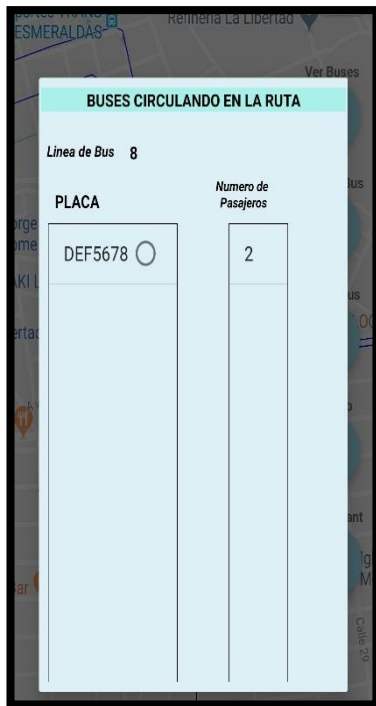 ESMERALDAS
Refinería La Libertad
Ver Buses
BUSES CIRCULANDO EN LA RUTA
Linea de Bus 8
PLACA
Numero de
Pasajeros
DEF5678
2
Calle 29